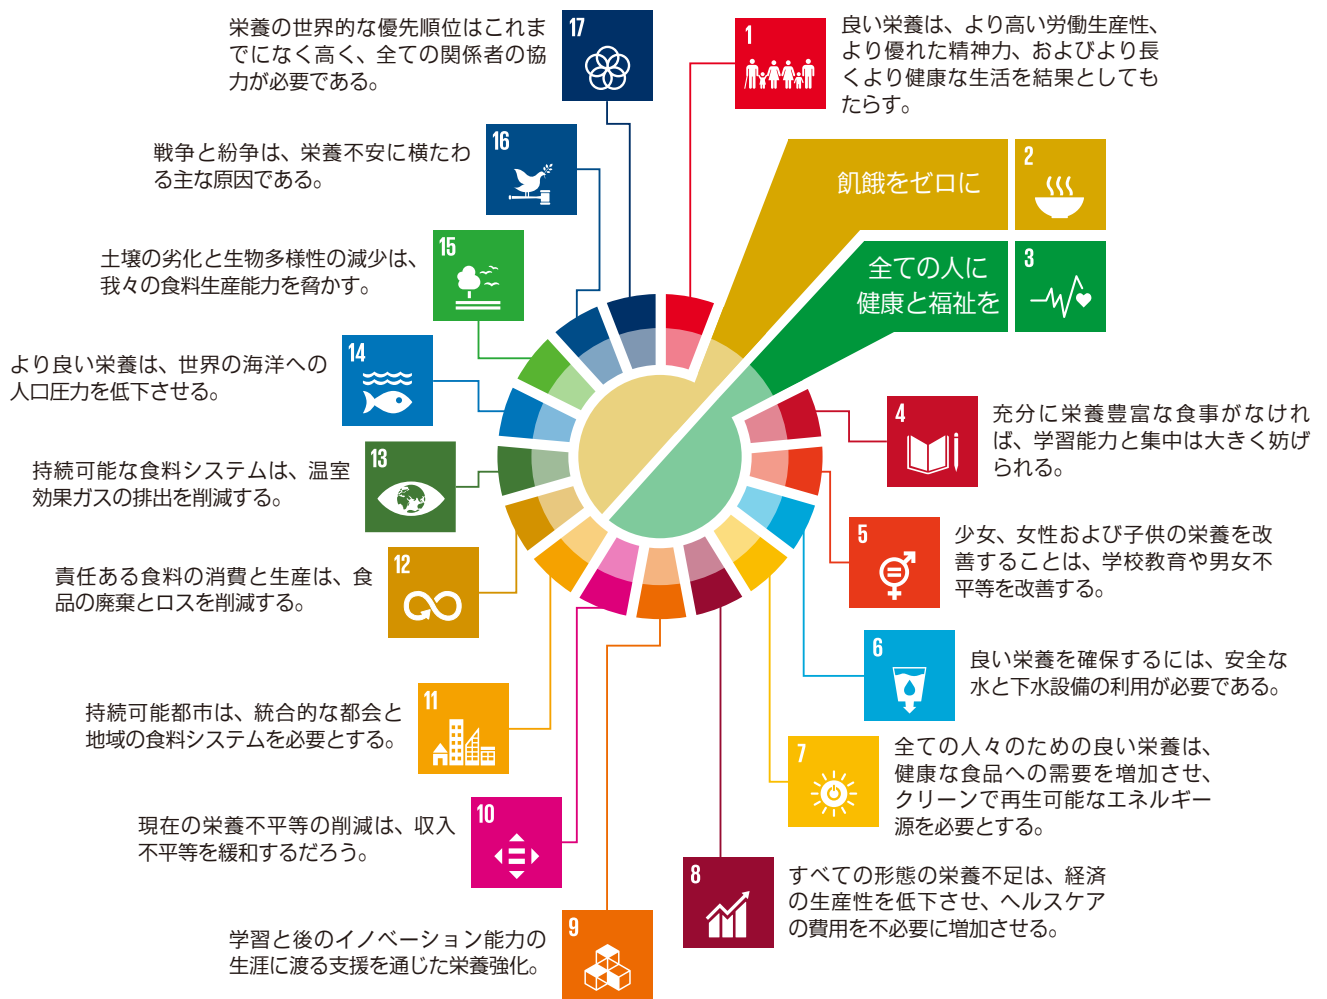 1
良い栄養は、より高い労働生産性、
より優れた精神力、およびより長
くより健康な生活を結果としても
たらす。
飢餓をゼロに
2
全ての人に
健康と福祉を
3
4
充分に栄養豊富な食事がなけれ
ば、学習能力と集中は大きく妨げ
られる。
5
少女、女性および子供の栄養を改
善することは、学校教育や男女不
平等を改善する。
6
良い栄養を確保するには、安全な
水と下水設備の利用が必要である。
7
全ての人々のための良い栄養は、
健康な食品への需要を増加させ、
クリーンで再生可能なエネルギー
源を必要とする。
8
すべての形態の栄養不足は、経済
の生産性を低下させ、ヘルスケア
の費用を不必要に増加させる。
9
学習と後のイノベーション能力の
生涯に渡る支援を通じた栄養強化。
10
現在の栄養不平等の削減は、収入
不平等を緩和するだろう。
11
持続可能都市は、統合的な都会と
地域の食料システムを必要とする。
12
責任ある食料の消費と生産は、食
品の廃棄とロスを削減する。
13
持続可能な食料システムは、温室
効果ガスの排出を削減する。
14
より良い栄養は、世界の海洋への
人口圧力を低下させる。
15
土壌の劣化と生物多様性の減少は、
我々の食料生産能力を脅かす。
16
戦争と紛争は、栄養不安に横たわ
る主な原因である。
17
栄養の世界的な優先順位はこれま
でになく高く、全ての関係者の協
力が必要である。